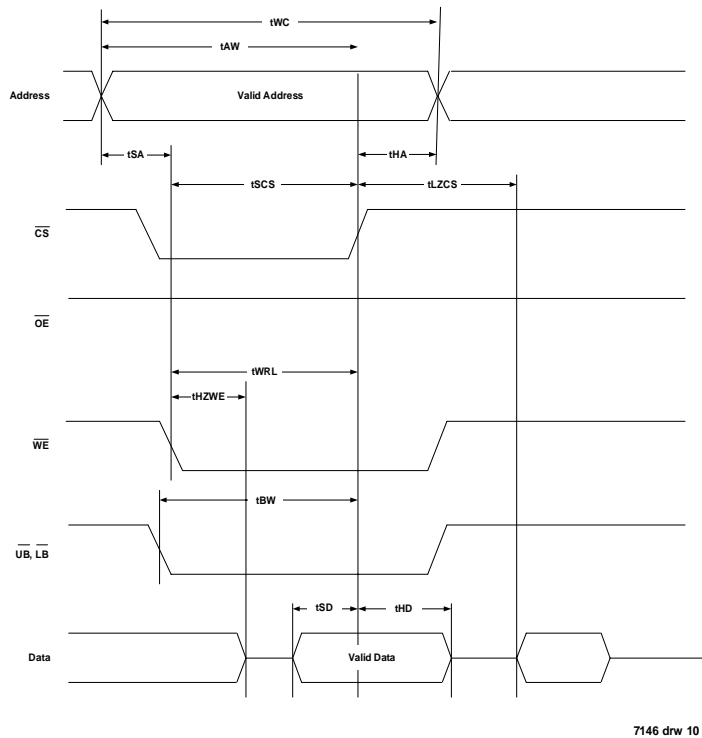 tWC
tAW
Address
Valid Address
tSA
tHA
tSCS
tLZCS
CS
OE
tWRL
tHZWE
WE
tBW
UB, LB
tSD
tHD
Data
Valid Data
7146 drw 10